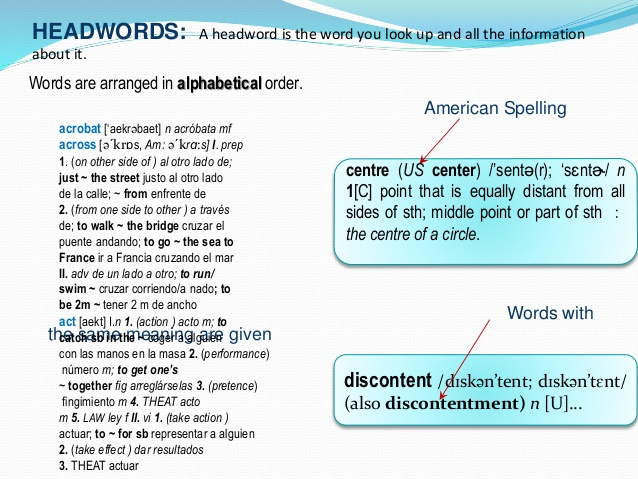 HEADWORDS: A headword is the word you look up and all the information
about it.
Words are arranged in alphabetical order.
acrobat ['aekrəbaet] n acróbata mf
across [ə´krɒs, Am: ə´krɑ:s] I. prep
1. (on other side of ) al otro lado de;
just ~ the street justo al otro lado
de la calle; ~ from enfrente de
2. (from one side to other ) a través
de; to walk ~ the bridge cruzar el
puente andando; to go ~ the sea to
France ir a Francia cruzando el mar
II. adv de un lado a otro; to run/
swim ~ cruzar corriendo/a nado; to
be 2m ~ tener 2 m de ancho
act [aekt] I.n 1. (action ) acto m; to
catch sb in the ~ coger a alguien
con las manos en la masa 2. (performance)
número m; to get one's
~ together fig arreglárselas 3. (pretence)
fingimiento m 4. THEAT acto
m 5. LAW ley f II. vi 1. (take action )
actuar; to ~ for sb representar a alguien
2. (take effect ) dar resultados
3. THEAT actuar
American Spelling
centre (US center) /'sentə(r); 'sɛntɚ/ n
1[C] point that is equally distant from all
sides of sth; middle point or part of sth :
the centre of a circle.
Words with
the same meaning are given
discontent /dɪskən'tent; dɪskən'tɛnt/
(also discontentment) n [U]...